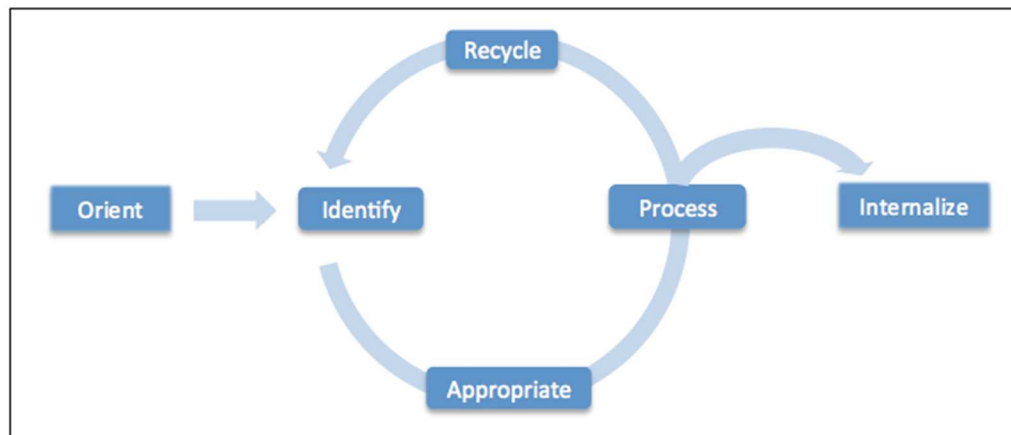 Recycle
Orient
Identify
Process
Internalize
Appropriate